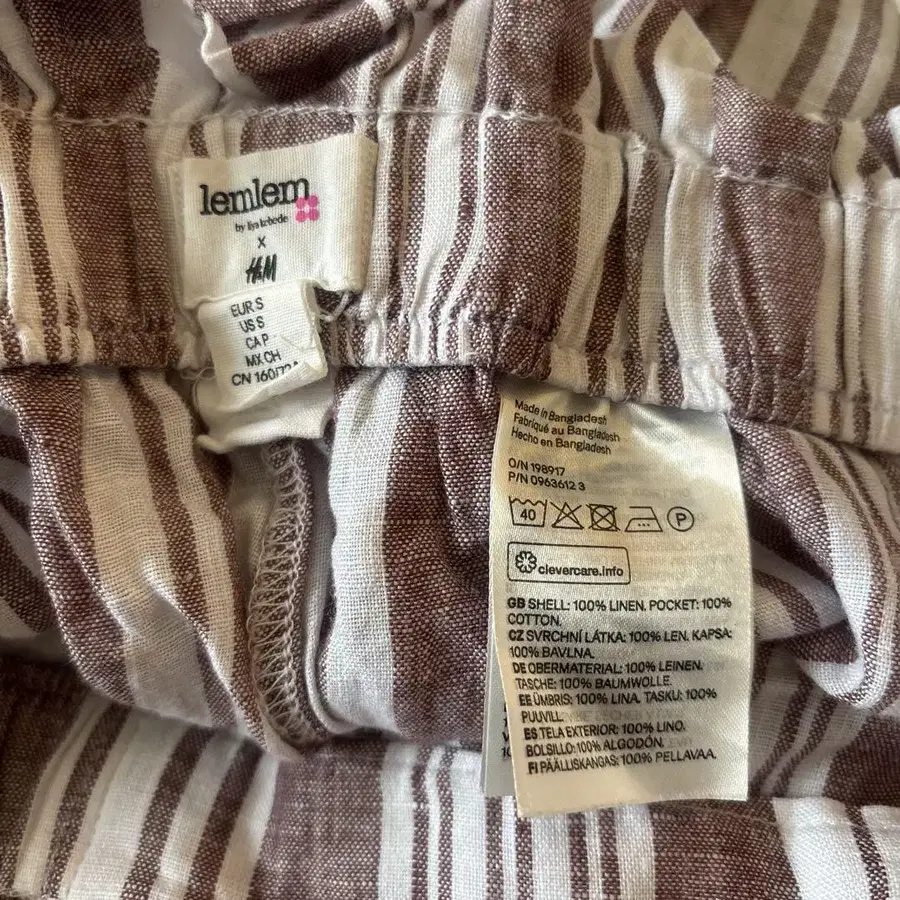 lemlem
by liya kebede
x
H&M
EUR S
US S
CA P
MX CH
CN 160/72A
Made in Bangladesh
Fabriqué au Bangladesh
Hecho en Bangladesh
O/N 198917
P/N 0963612 3
40
P
clevercare.info
GB SHELL: 100% LINEN. POCKET: 100%
COTTON.
CZ SVRCHNÍ LÁTKA: 100% LEN. KAPSA:
100% BAVLNA.
DE OBERMATERIAL: 100% LEINEN.
TASCHE: 100% BAUMWOLLE.
EE ÜMBRIS: 100% LINA. TASKU: 100%
PUUVILL.
ES TELA EXTERIOR: 100% LINO.
BOLSILLO: 100% ALGODÓN.
FI PÄÄLLISKANGAS: 100% PELLAVAA.